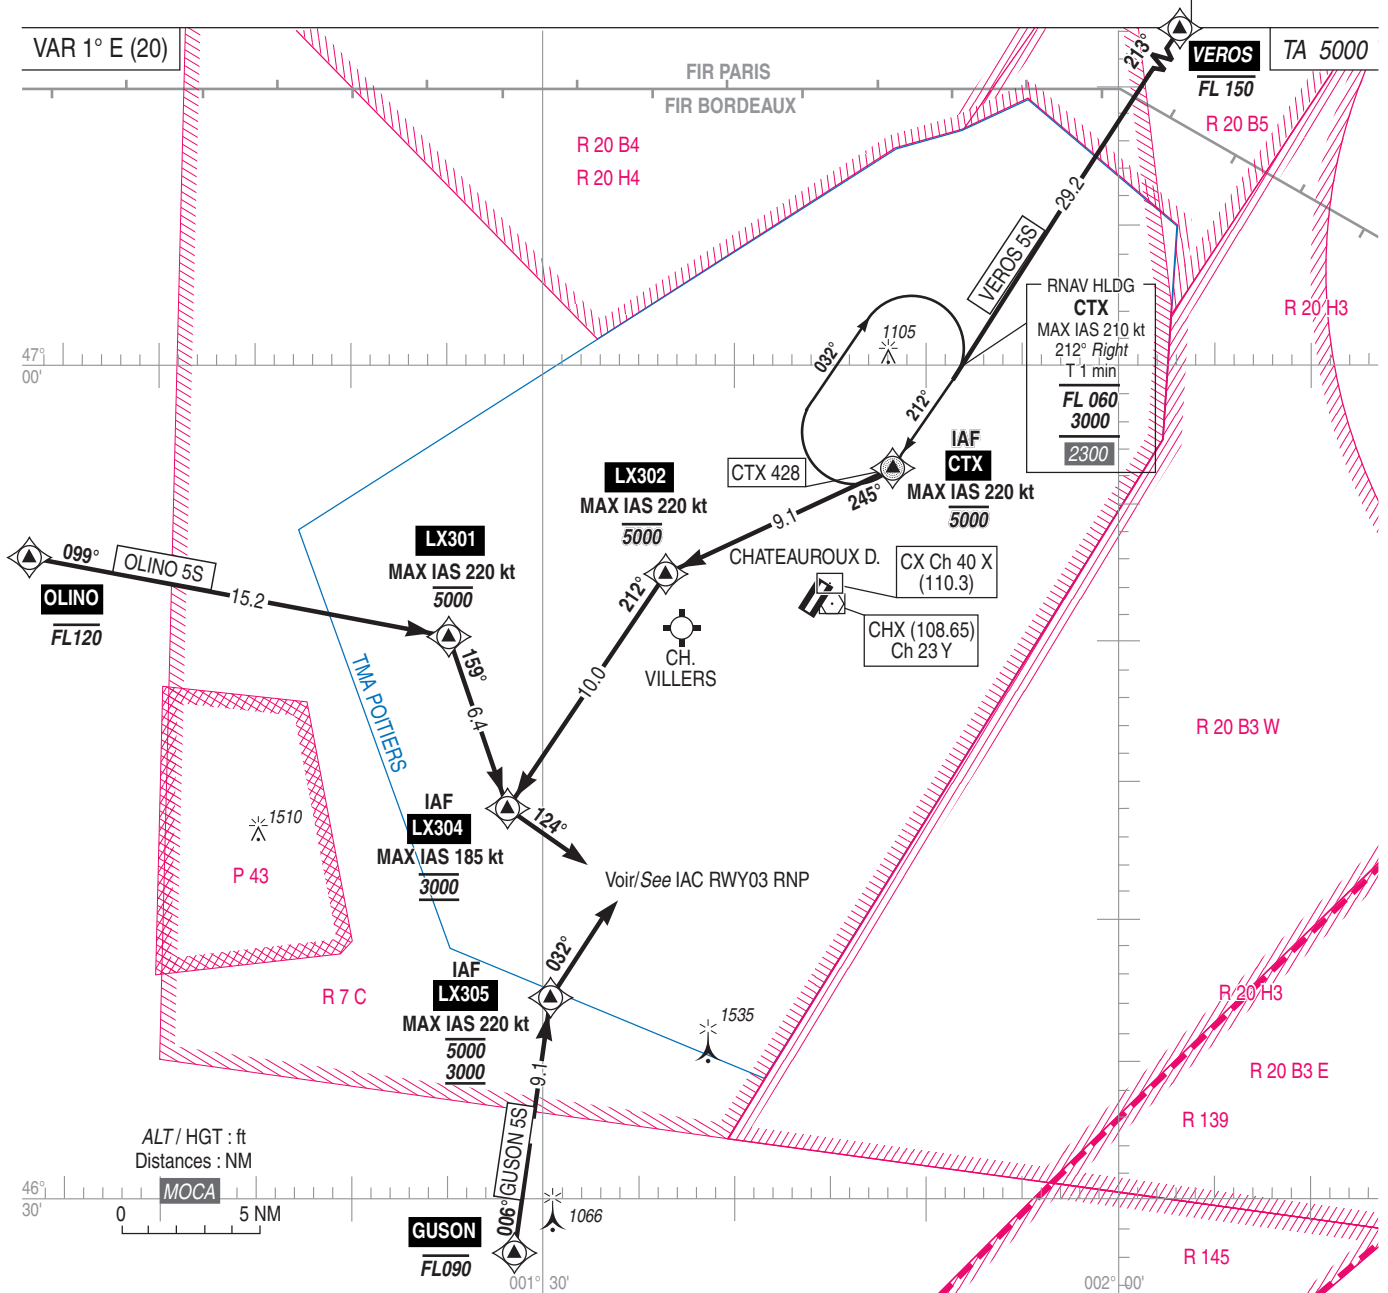 VAR 1° E (20)
FIR PARIS
FIR BORDEAUX
213°
VEROS
FL 150
TA 5000
R 20 B4
R 20 H4
R 20 B5
29.2
VEROS 5S
RNAV HLDG
CTX
MAX IAS 210 kt
212° Right
T 1 min
FL 060
3000
2300
R 20 H3
1105
032°
212°
47°
00'
IAF
CTX
MAX IAS 220 kt
5000
CTX 428
245°
9.1
LX302
MAX IAS 220 kt
5000
LX301
MAX IAS 220 kt
5000
099°
OLINO 5S
15.2
OLINO
FL120
CHATEAUROUX D.
CX Ch 40 X
(110.3)
CHX (108.65)
Ch 23 Y
212°
CH.
VILLERS
10.0
159°
6.4
TMA POITIERS
R 20 B3 W
IAF
LX304
MAX IAS 185 kt
3000
124°
Voir/See IAC RWY03 RNP
1510
P 43
R 7 C
032°
IAF
LX305
MAX IAS 220 kt
5000
3000
9.1
1535
R 20 H3
R 20 B3 E
R 139
R 145
ALT / HGT : ft
Distances : NM
MOCA
0 5 NM
46°
30'
GUSON 5S
006°
GUSON
FL090
1066
001° 30'
002° 00'